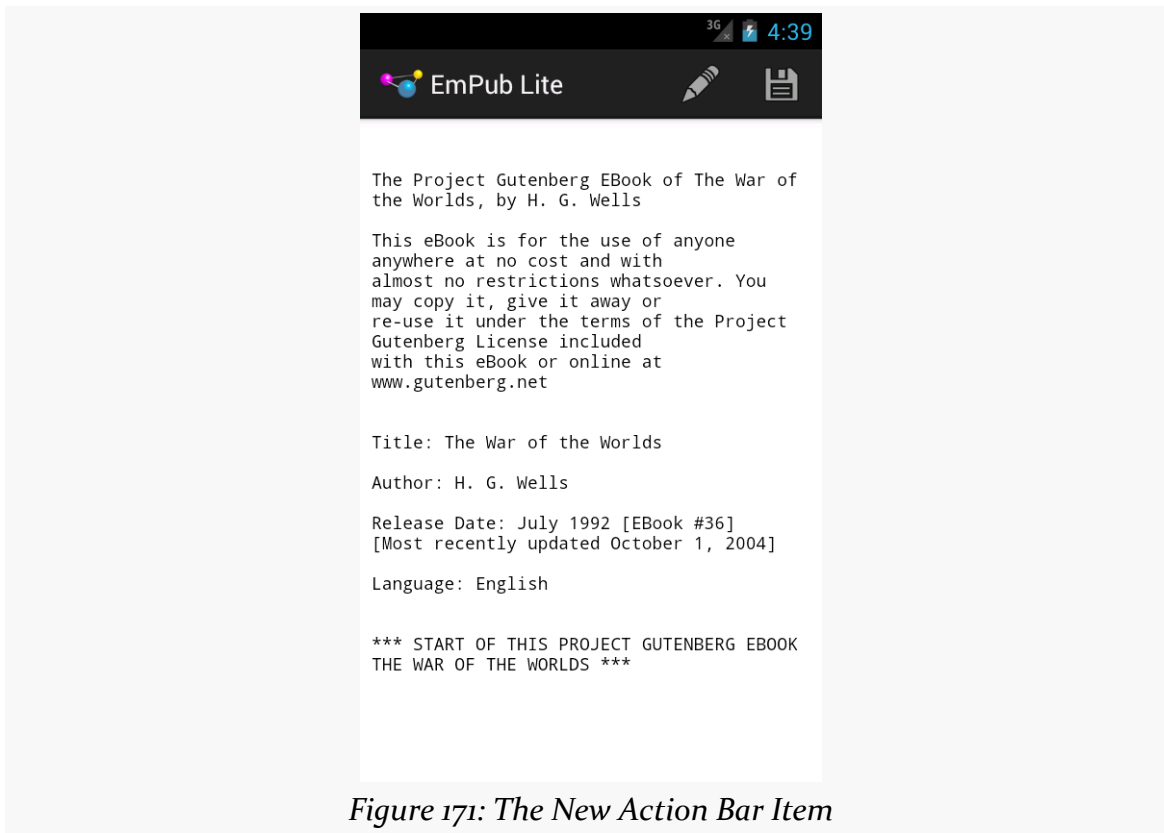 3G
4:39
EmPub Lite
The Project Gutenberg EBook of The War of
the Worlds, by H. G. Wells
This eBook is for the use of anyone
anywhere at no cost and with
almost no restrictions whatsoever. You
may copy it, give it away or
re-use it under the terms of the Project
Gutenberg License included
with this eBook or online at
www.gutenberg.net
Title: The War of the Worlds
Author: H. G. Wells
Release Date: July 1992 [EBook #36]
[Most recently updated October 1, 2004]
Language: English
*** START OF THIS PROJECT GUTENBERG EBOOK
THE WAR OF THE WORLDS ***
Figure 171: The New Action Bar Item